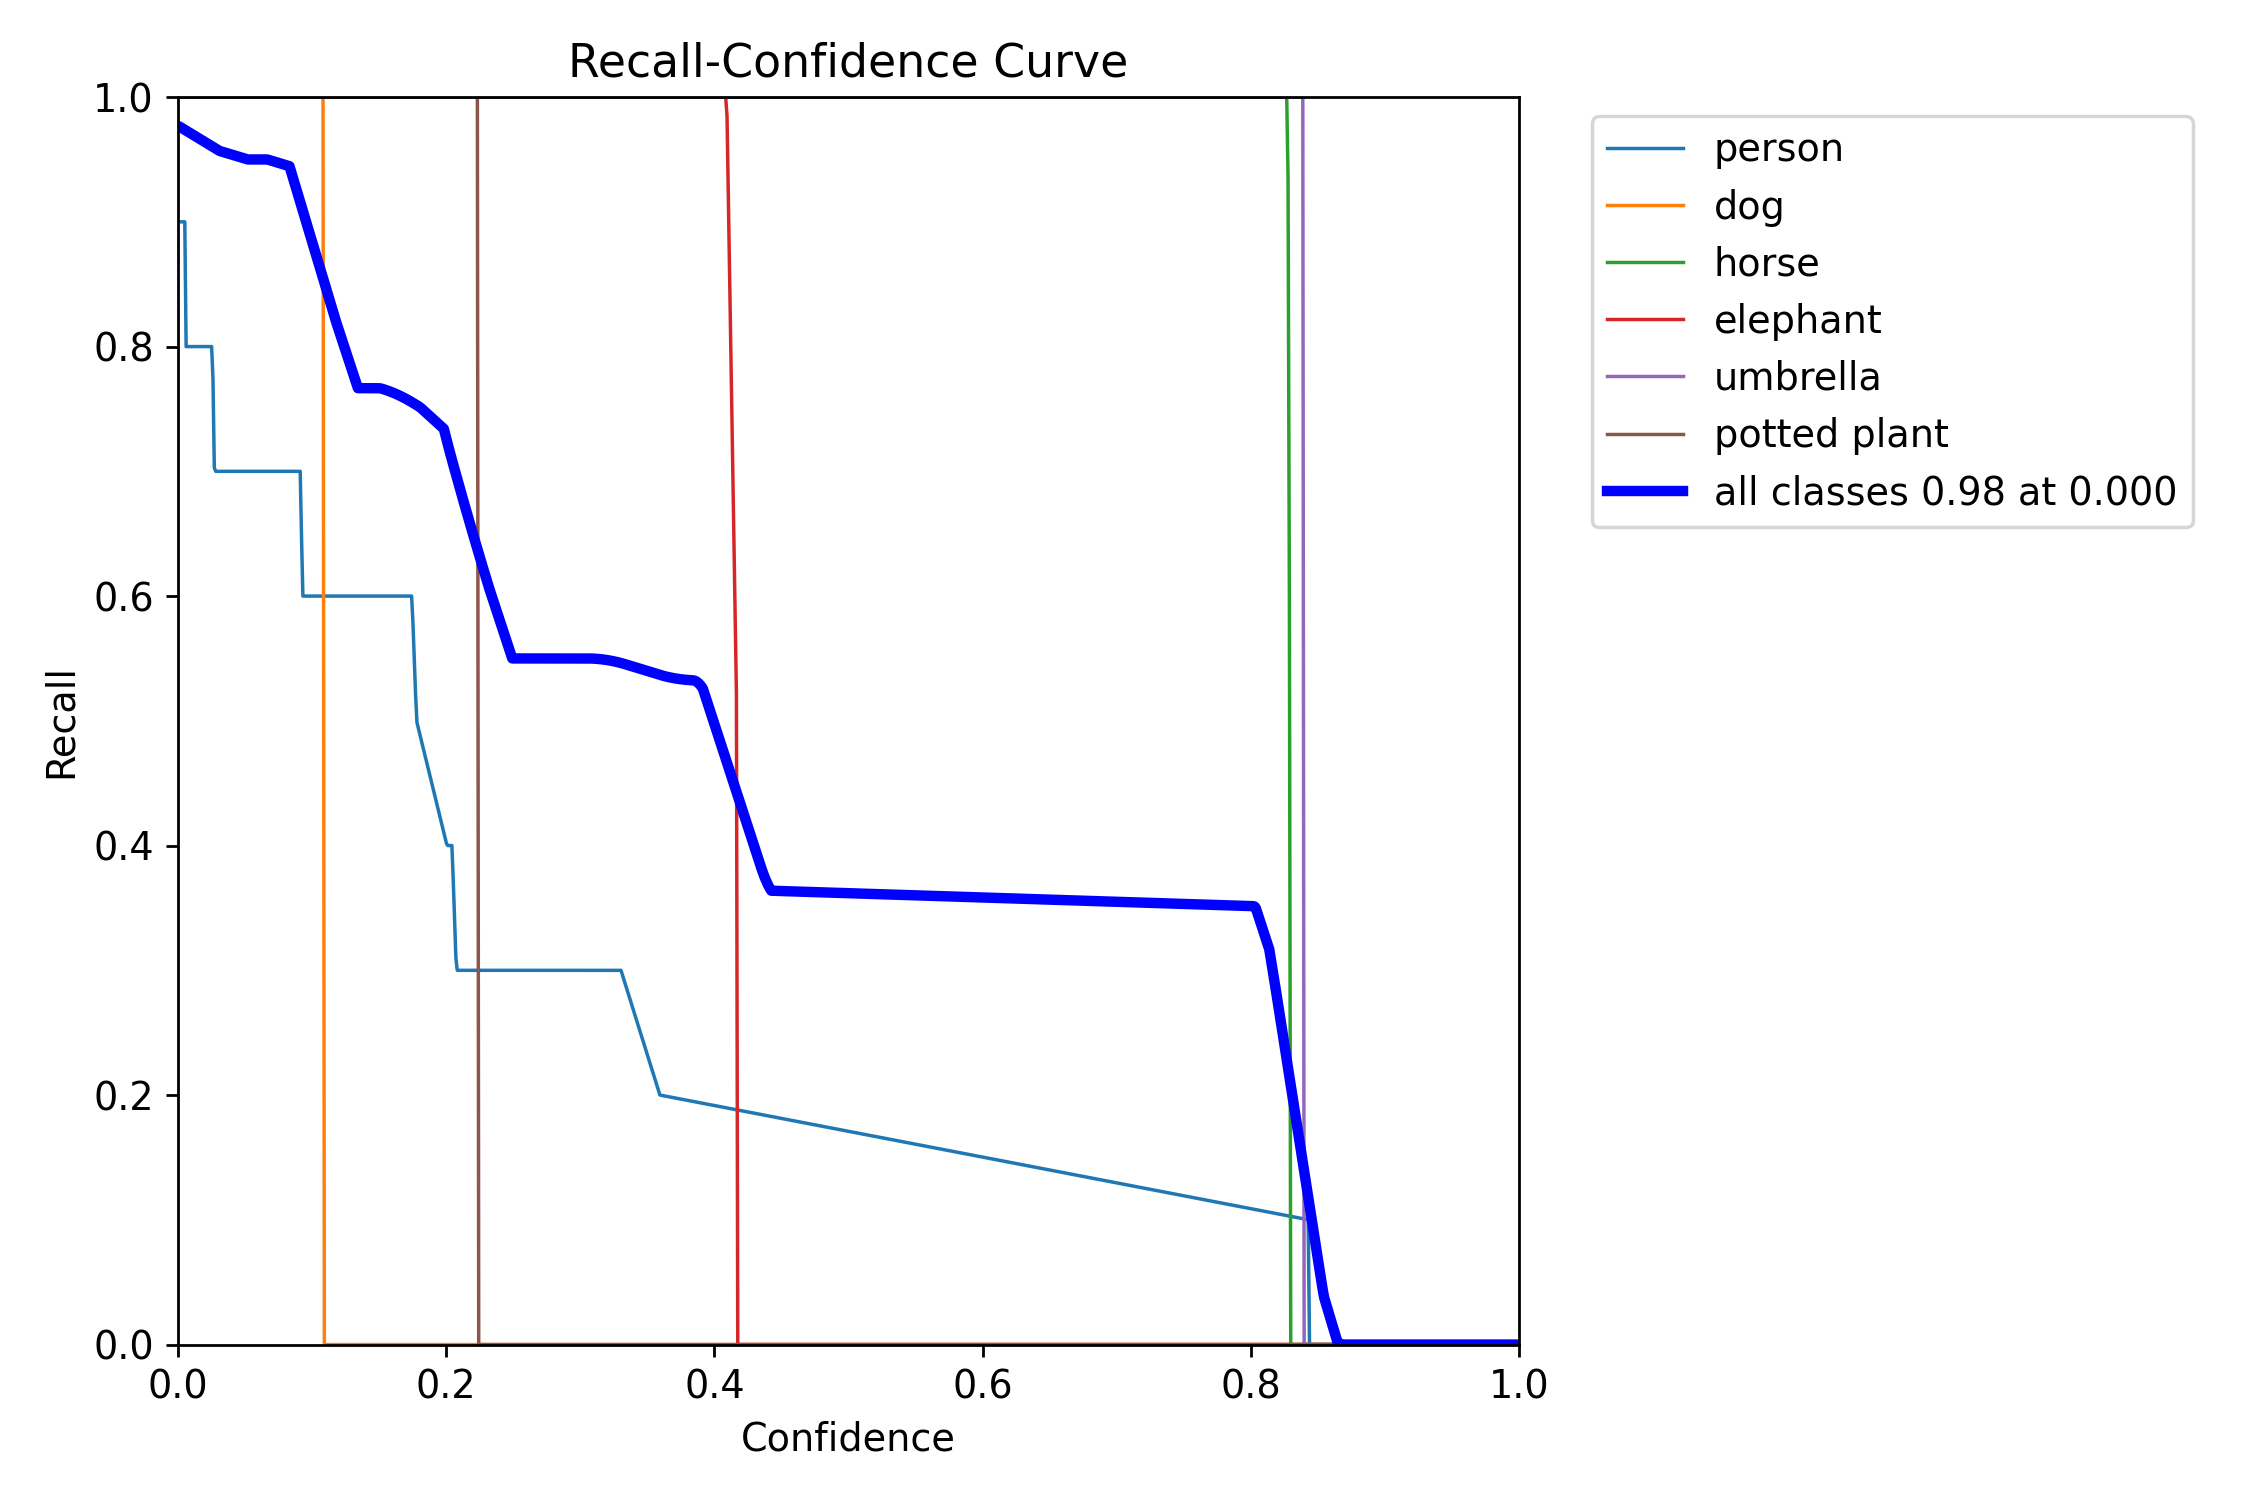 Recall-Confidence Curve
1.0
0.8
0.6
0.4
0.2
0.0
Recall
0.0 0.2 0.4 0.6 0.8 1.0
Confidence
person
dog
horse
elephant
umbrella
potted plant
all classes 0.98 at 0.000